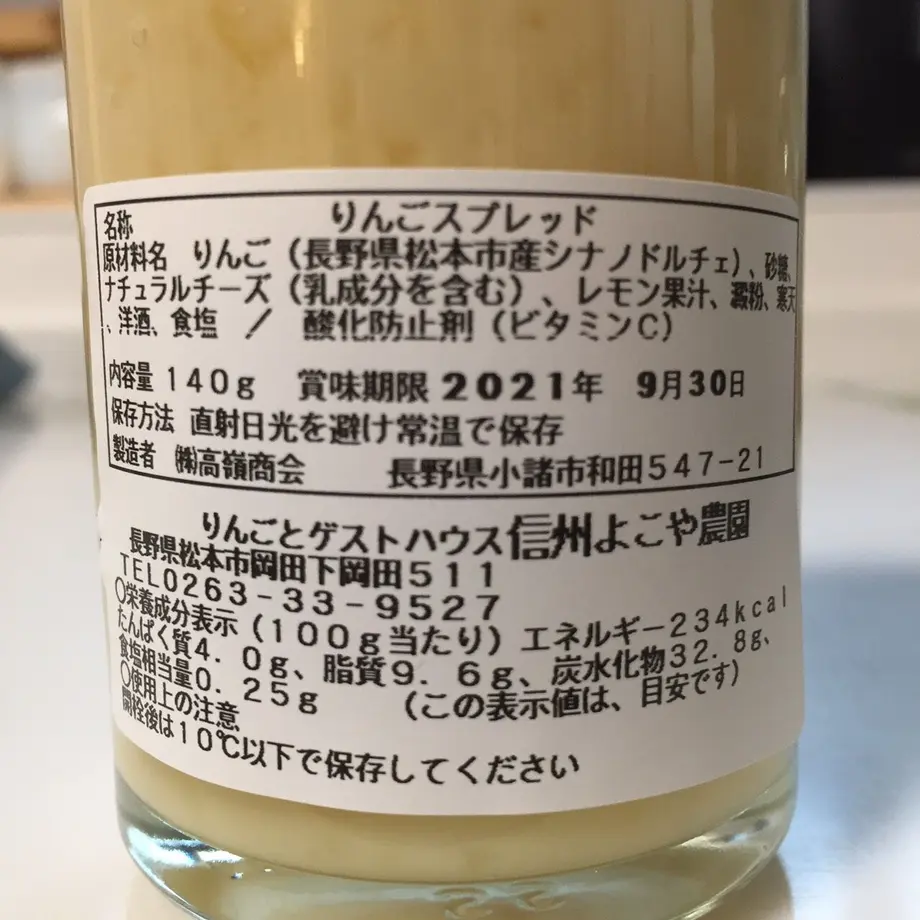 名称 りんごスプレッド
原材料名 りんご（長野県松本市産シナノドルチェ）、砂糖、
ナチュラルチーズ（乳成分を含む）、レモン果汁、澱粉、寒天
、洋酒、食塩 ／ 酸化防止剤（ビタミンC）
内容量 140g 賞味期限 2021年 9月30日
保存方法 直射日光を避け常温で保存
製造者 ㈱高嶺商会 長野県小諸市和田547-21
りんごとゲストハウス信州よこや農園
長野県松本市岡田下岡田511
TEL0263-33-9527
○栄養成分表示（100g当たり）エネルギー234kcal
たんぱく質4.0g、脂質9.6g、炭水化物32.8g、
食塩相当量0.25g （この表示値は、目安です）
○使用上の注意
開栓後は10℃以下で保存してください